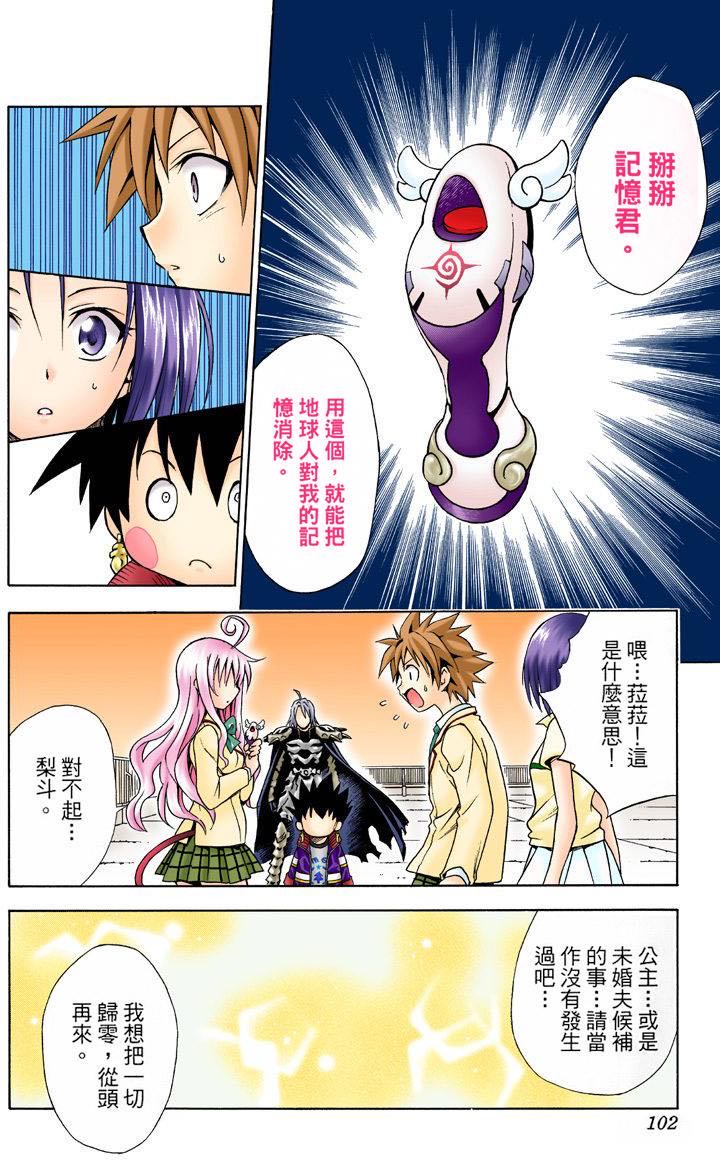 掰掰
記憶君。
用這個，就能把
地球人對我的記
憶消除。
喂…菈菈！這
是什麼意思！
對不起…
梨斗。
公主…或是
未婚夫候補
的事…請當
作沒有發生
過吧…
我想把一切
歸零，從頭
再來。
102